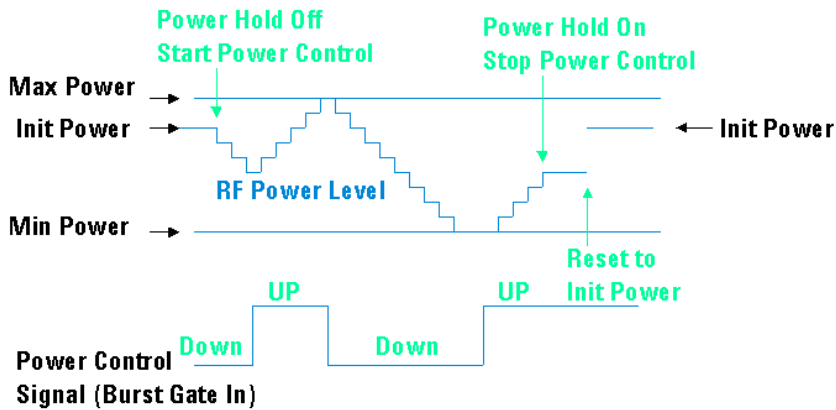 Power Hold Off
Start Power Control
Power Hold On
Stop Power Control
Max Power
Init Power
Init Power
RF Power Level
Min Power
Reset to
Init Power
UP
UP
Down
Down
Power Control
Signal (Burst Gate In)